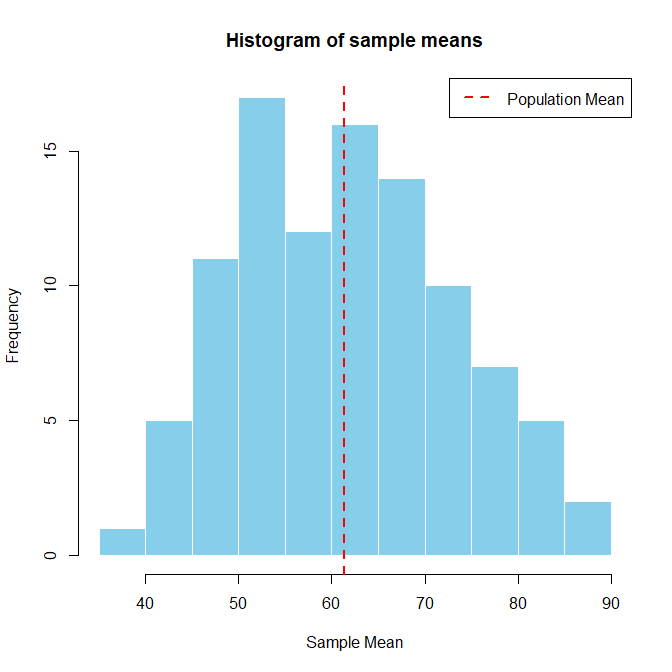 Histogram of sample means
Population Mean
Frequency
15
10
5
0
40 50 60 70 80 90
Sample Mean